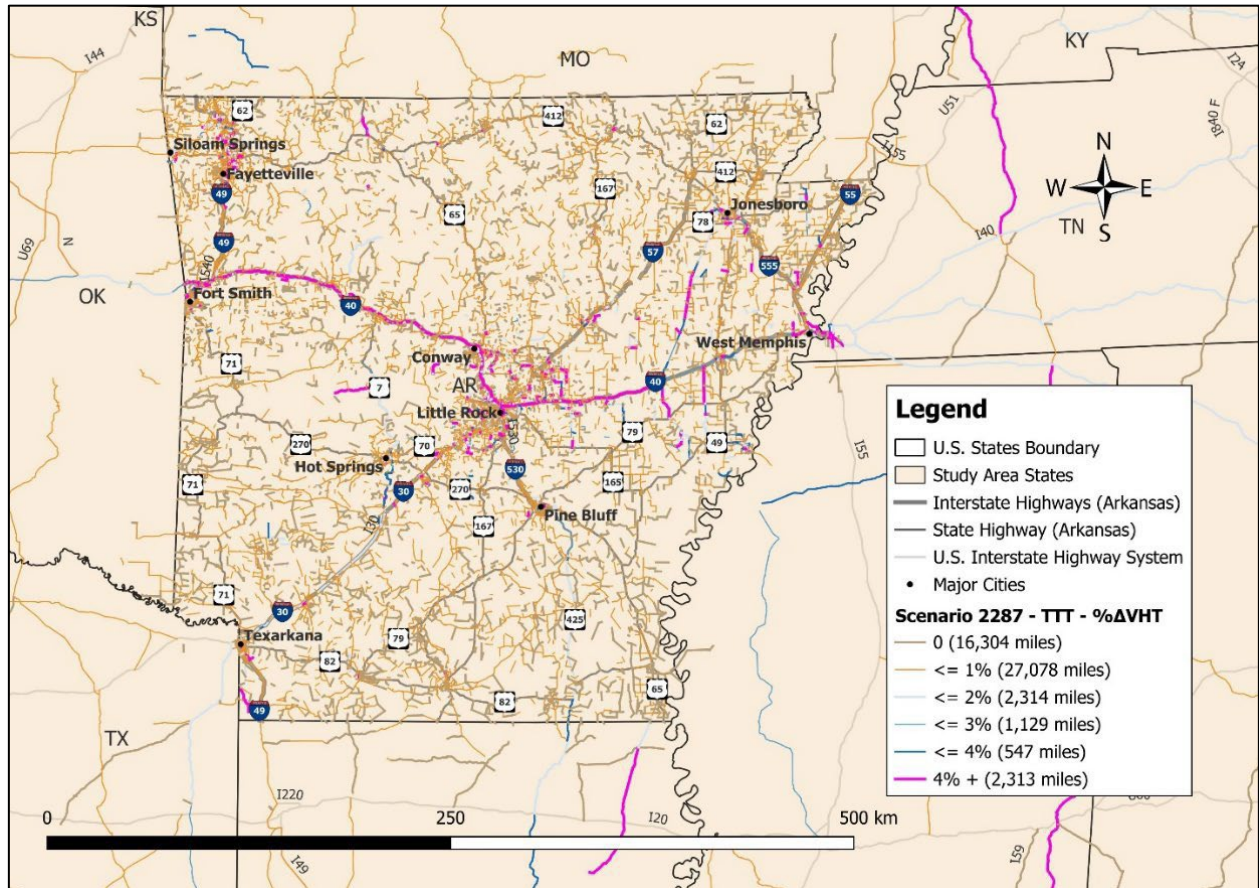 KS
MO
KY
I44
I24
U51
I155
I840 F
62
412
62
Siloam Springs
Fayetteville
412
N
W E
S
49
167
55
65
78
Jonesboro
TN
U69
N
49
57
I40
555
I540
OK
Fort Smith
40
West Memphis
Conway
71
7
AR
40
Little Rock
79
49
I530
270
70
Hot Springs
I55
71
530
30
270
165
I30
167
Pine Bluff
71
30
425
Texarkana
79
82
65
82
49
TX
I220
I20
I49
I59
0 250 500 km
Legend
U.S. States Boundary
Study Area States
Interstate Highways (Arkansas)
State Highway (Arkansas)
U.S. Interstate Highway System
Major Cities
Scenario 2287 - TTT - %ΔVHT
0 (16,304 miles)
<= 1% (27,078 miles)
<= 2% (2,314 miles)
<= 3% (1,129 miles)
<= 4% (547 miles)
4% + (2,313 miles)